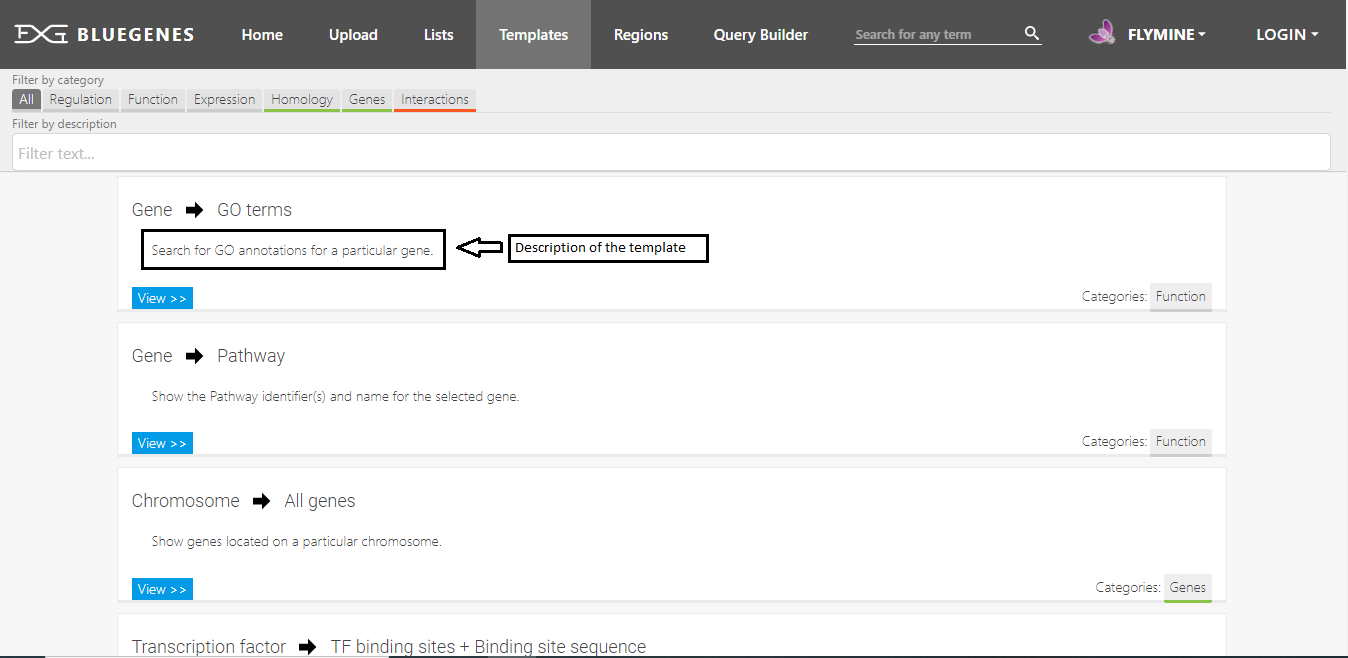 BLUEGENES Home Upload Lists Templates Regions Query Builder Search for any term FLYMINE LOGIN
Filter by category
All Regulation Function Expression Homology Genes Interactions
Filter by description
Filter text...
Gene GO terms
Search for GO annotations for a particular gene. Description of the template
View >> Categories: Function
Gene Pathway
Show the Pathway identifier(s) and name for the selected gene.
View >> Categories: Function
Chromosome All genes
Show genes located on a particular chromosome.
View >> Categories: Genes
Transcription factor TF binding sites + Binding site sequence